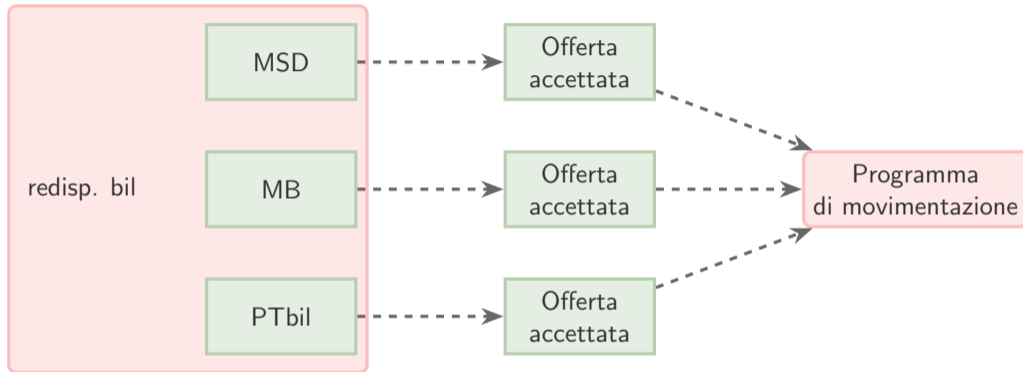 MSD
Offerta
accettata
redisp. bil
MB
Offerta
accettata
Programma
di movimentazione
PTbil
Offerta
accettata